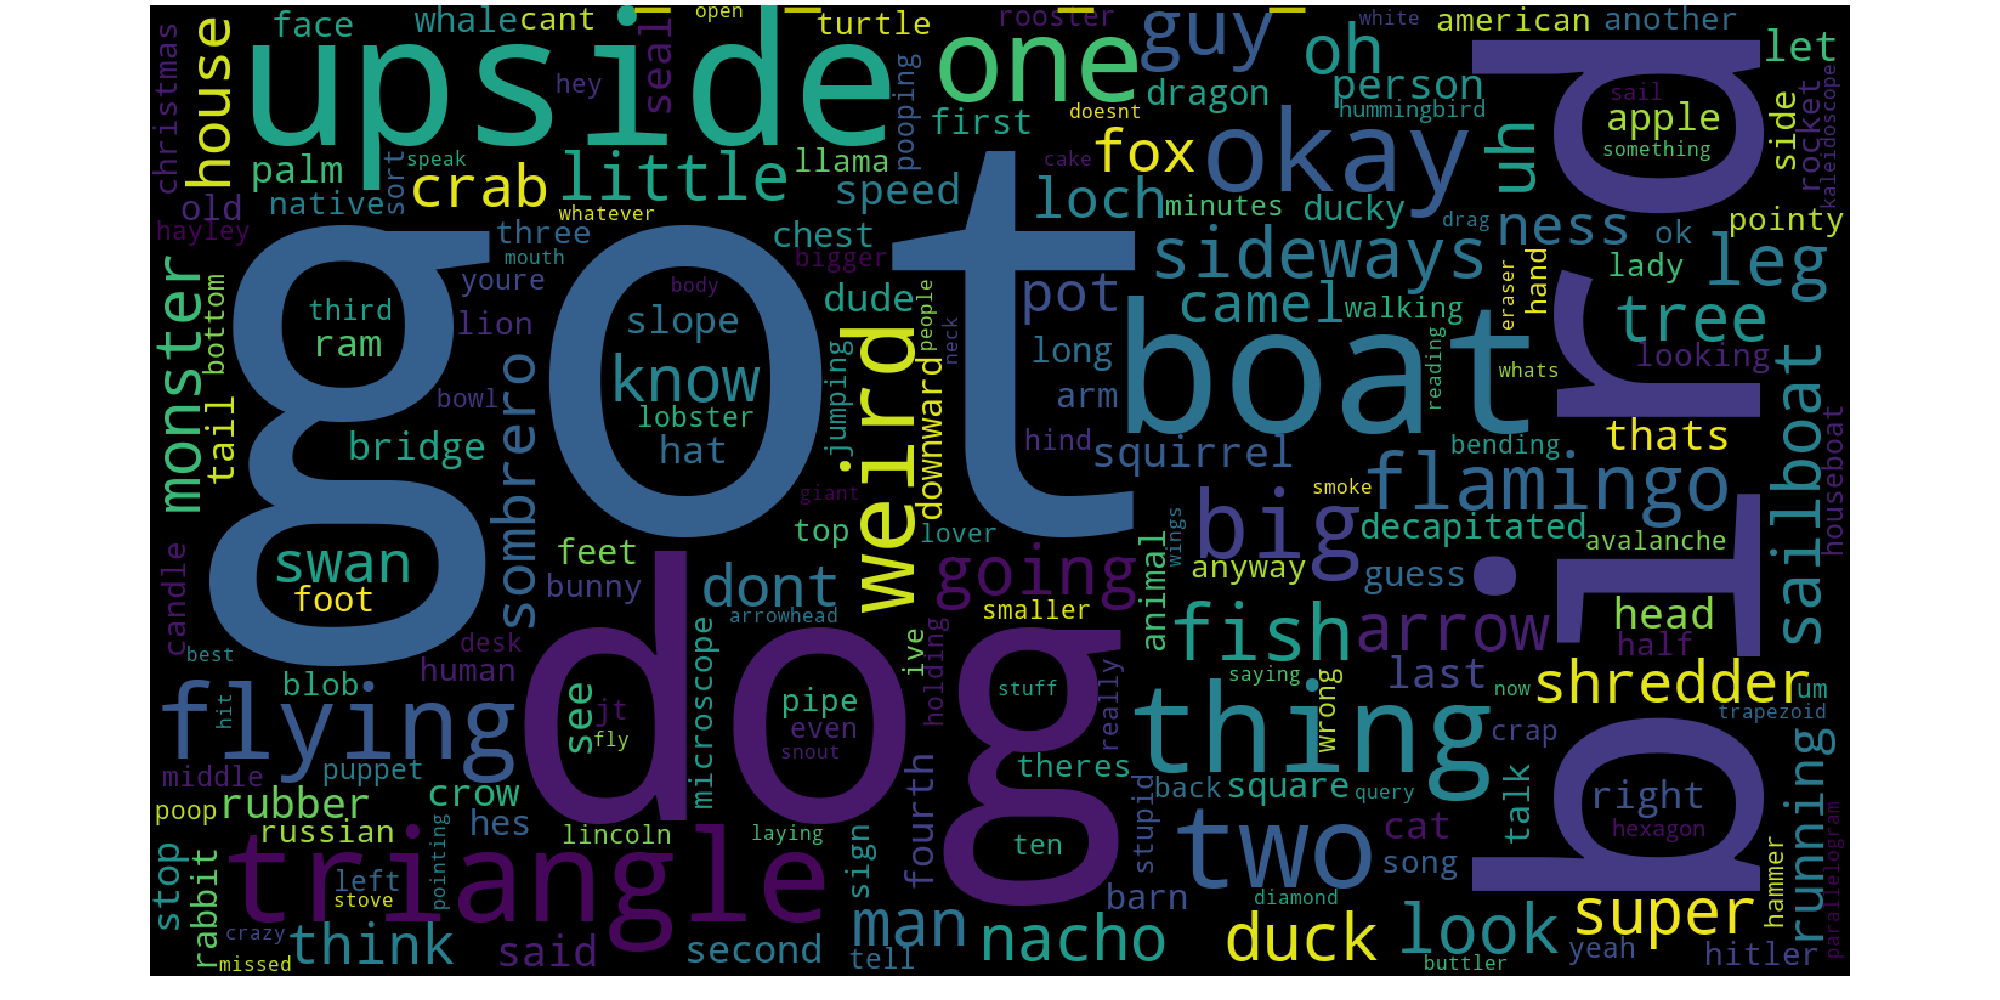 christmas
house
face
whale
cant
open
turtle
rooster
guy
oh
white
american
another
let
upside
hey
seal
pooping
one
first
doesnt
dragon
person
hummingbird
sail
apple
something
side
rocket
kaleidoscope
palm
speak
sort
crab
little
llama
cake
fox
okay
uh
bird
old
native
whatever
speed
loch
minutes
ducky
drag
ness
ok
pointy
hayley
three
mouth
chest
bigger
sideways
lady
leg
monster
bottom
got
third
ram
youre
lion
body
slope
dude
people
neck
pot
camel
walking
eraser
hand
tree
sombrero
know
lobster
hat
jumping
weird
downward
long
arm
boat
reading
whats
looking
sailboat
tail
bowl
bridge
hind
squirrel
bending
thats
houseboat
flamingo
giant
smoke
big
top
lover
wings
animal
decapitated
avalanche
candle
swan
foot
feet
bunny
dont
arrowhead
going
smaller
anyway
guess
best
desk
human
microscope
dog
ive
holding
really
fish
arrow
head
half
blob
hit
flying
see
jt
fly
pipe
even
snout
stuff
saying
wrong
last
now
shredder
um
trapezoid
thing
crap
middle
puppet
theres
running
poop
rubber
crow
hes
fourth
stupid
back
square
query
talk
right
hexagon
parallelogram
russian
lincoln
laying
sign
ten
two
cat
song
hammer
stop
rabbit
triangle
left
stove
pointing
barn
diamond
crazy
missed
think
said
second
man
tell
nacho
duck
look
buttler
super
yeah
hitler